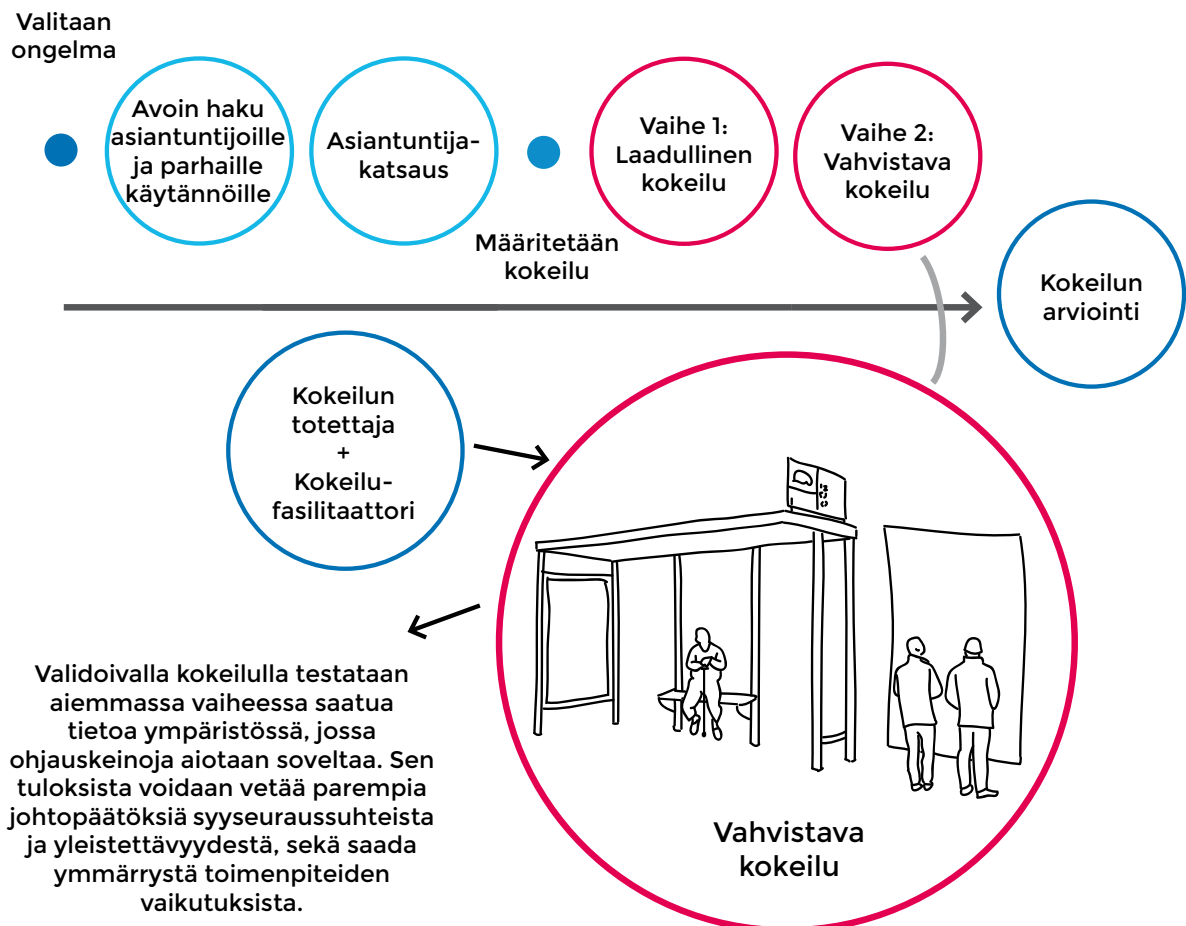 Valitaan
ongelma
Avoin haku
asiantuntijoille
ja parhaille
käytännöille
Asiantuntija-
katsaus
Määritetään
kokeilu
Vaihe 1:
Laadullinen
kokeilu
Vaihe 2:
Vahvistava
kokeilu
Kokeilun
arviointi
Kokeilun
totettaja
+
Kokeilu-
fasilitaattori
Validoivalla kokeilulla testataan
aiemmassa vaiheessa saatua
tietoa ympäristössä, jossa
ohjauskeinoja aiotaan soveltaa. Sen
tuloksista voidaan vetää parempia
johtopäätöksiä syyseuraussuhteista
ja yleistettävyydestä, sekä saada
ymmärrystä toimenpiteiden
vaikutuksista.
Vahvistava
kokeilu